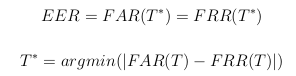 EER = FAR(T*) = FRR(T*)
T* = argmin(|FAR(T) − FRR(T)|)